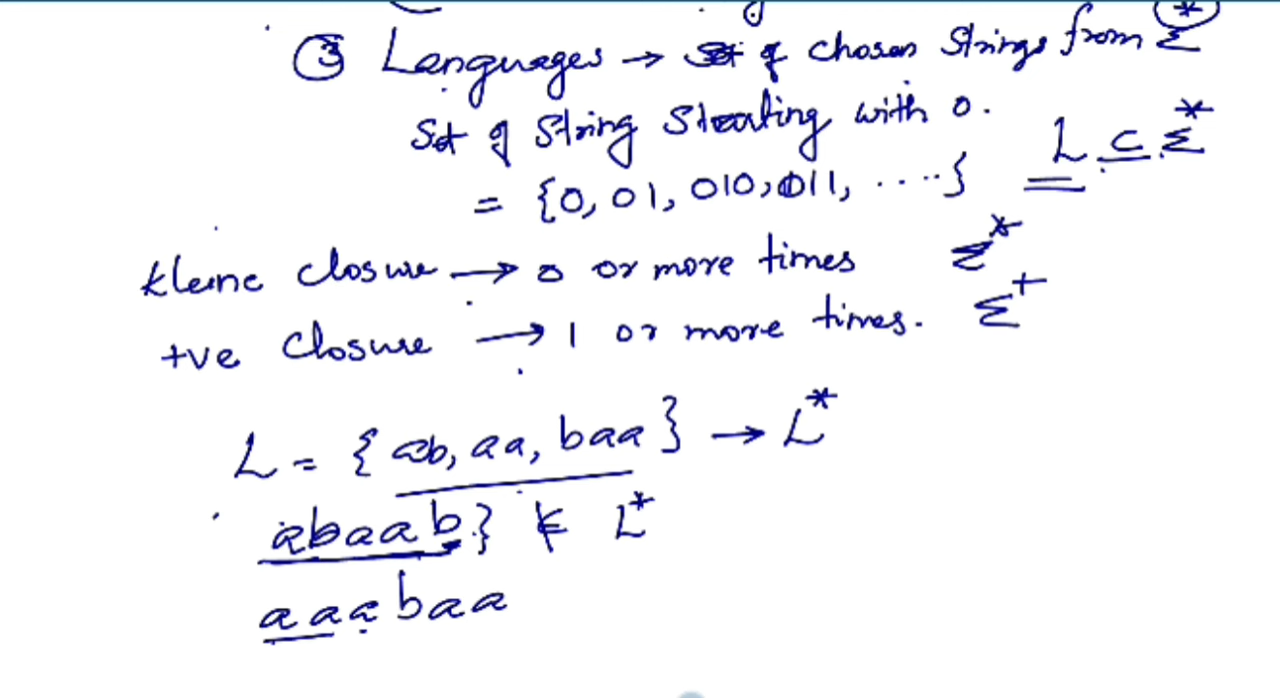 ③ Languages → Set of chosen Strings from Σ*
Set of String Starting with 0.
= {0, 01, 010, 011, ....} L ⊆ Σ*
kleine closure → 0 or more times Σ*
+ve Closure → 1 or more times. Σ+
L = {ab, aa, baa} → L*
abaab} ∉ L*
aaabaa